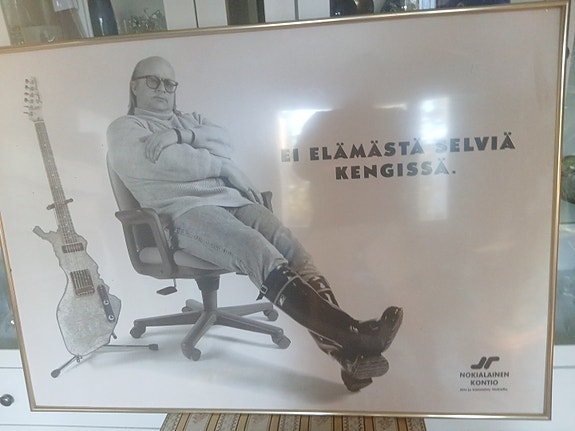 EI ELÄMÄSTÄ SELVIÄ
KENGISSÄ.
NOKIALAINEN
KONTIO